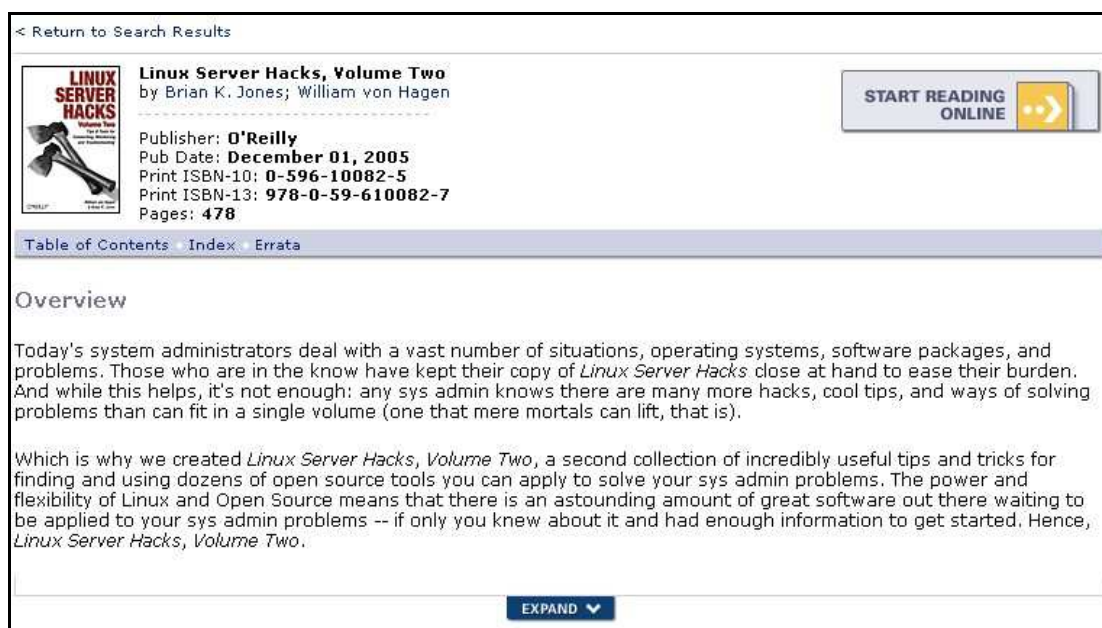 < Return to Search Results
LINUX
SERVER
HACKS
Volume Two
Linux Server Hacks, Volume Two
by Brian K. Jones; William von Hagen
Publisher: O'Reilly
Pub Date: December 01, 2005
Print ISBN-10: 0-596-10082-5
Print ISBN-13: 978-0-59-610082-7
Pages: 478
START READING
ONLINE
Table of Contents Index Errata
Overview
Today's system administrators deal with a vast number of situations, operating systems, software packages, and
problems. Those who are in the know have kept their copy of Linux Server Hacks close at hand to ease their burden.
And while this helps, it's not enough: any sys admin knows there are many more hacks, cool tips, and ways of solving
problems than can fit in a single volume (one that mere mortals can lift, that is).
Which is why we created Linux Server Hacks, Volume Two, a second collection of incredibly useful tips and tricks for
finding and using dozens of open source tools you can apply to solve your sys admin problems. The power and
flexibility of Linux and Open Source means that there is an astounding amount of great software out there waiting to
be applied to your sys admin problems -- if only you knew about it and had enough information to get started. Hence,
Linux Server Hacks, Volume Two.
EXPAND